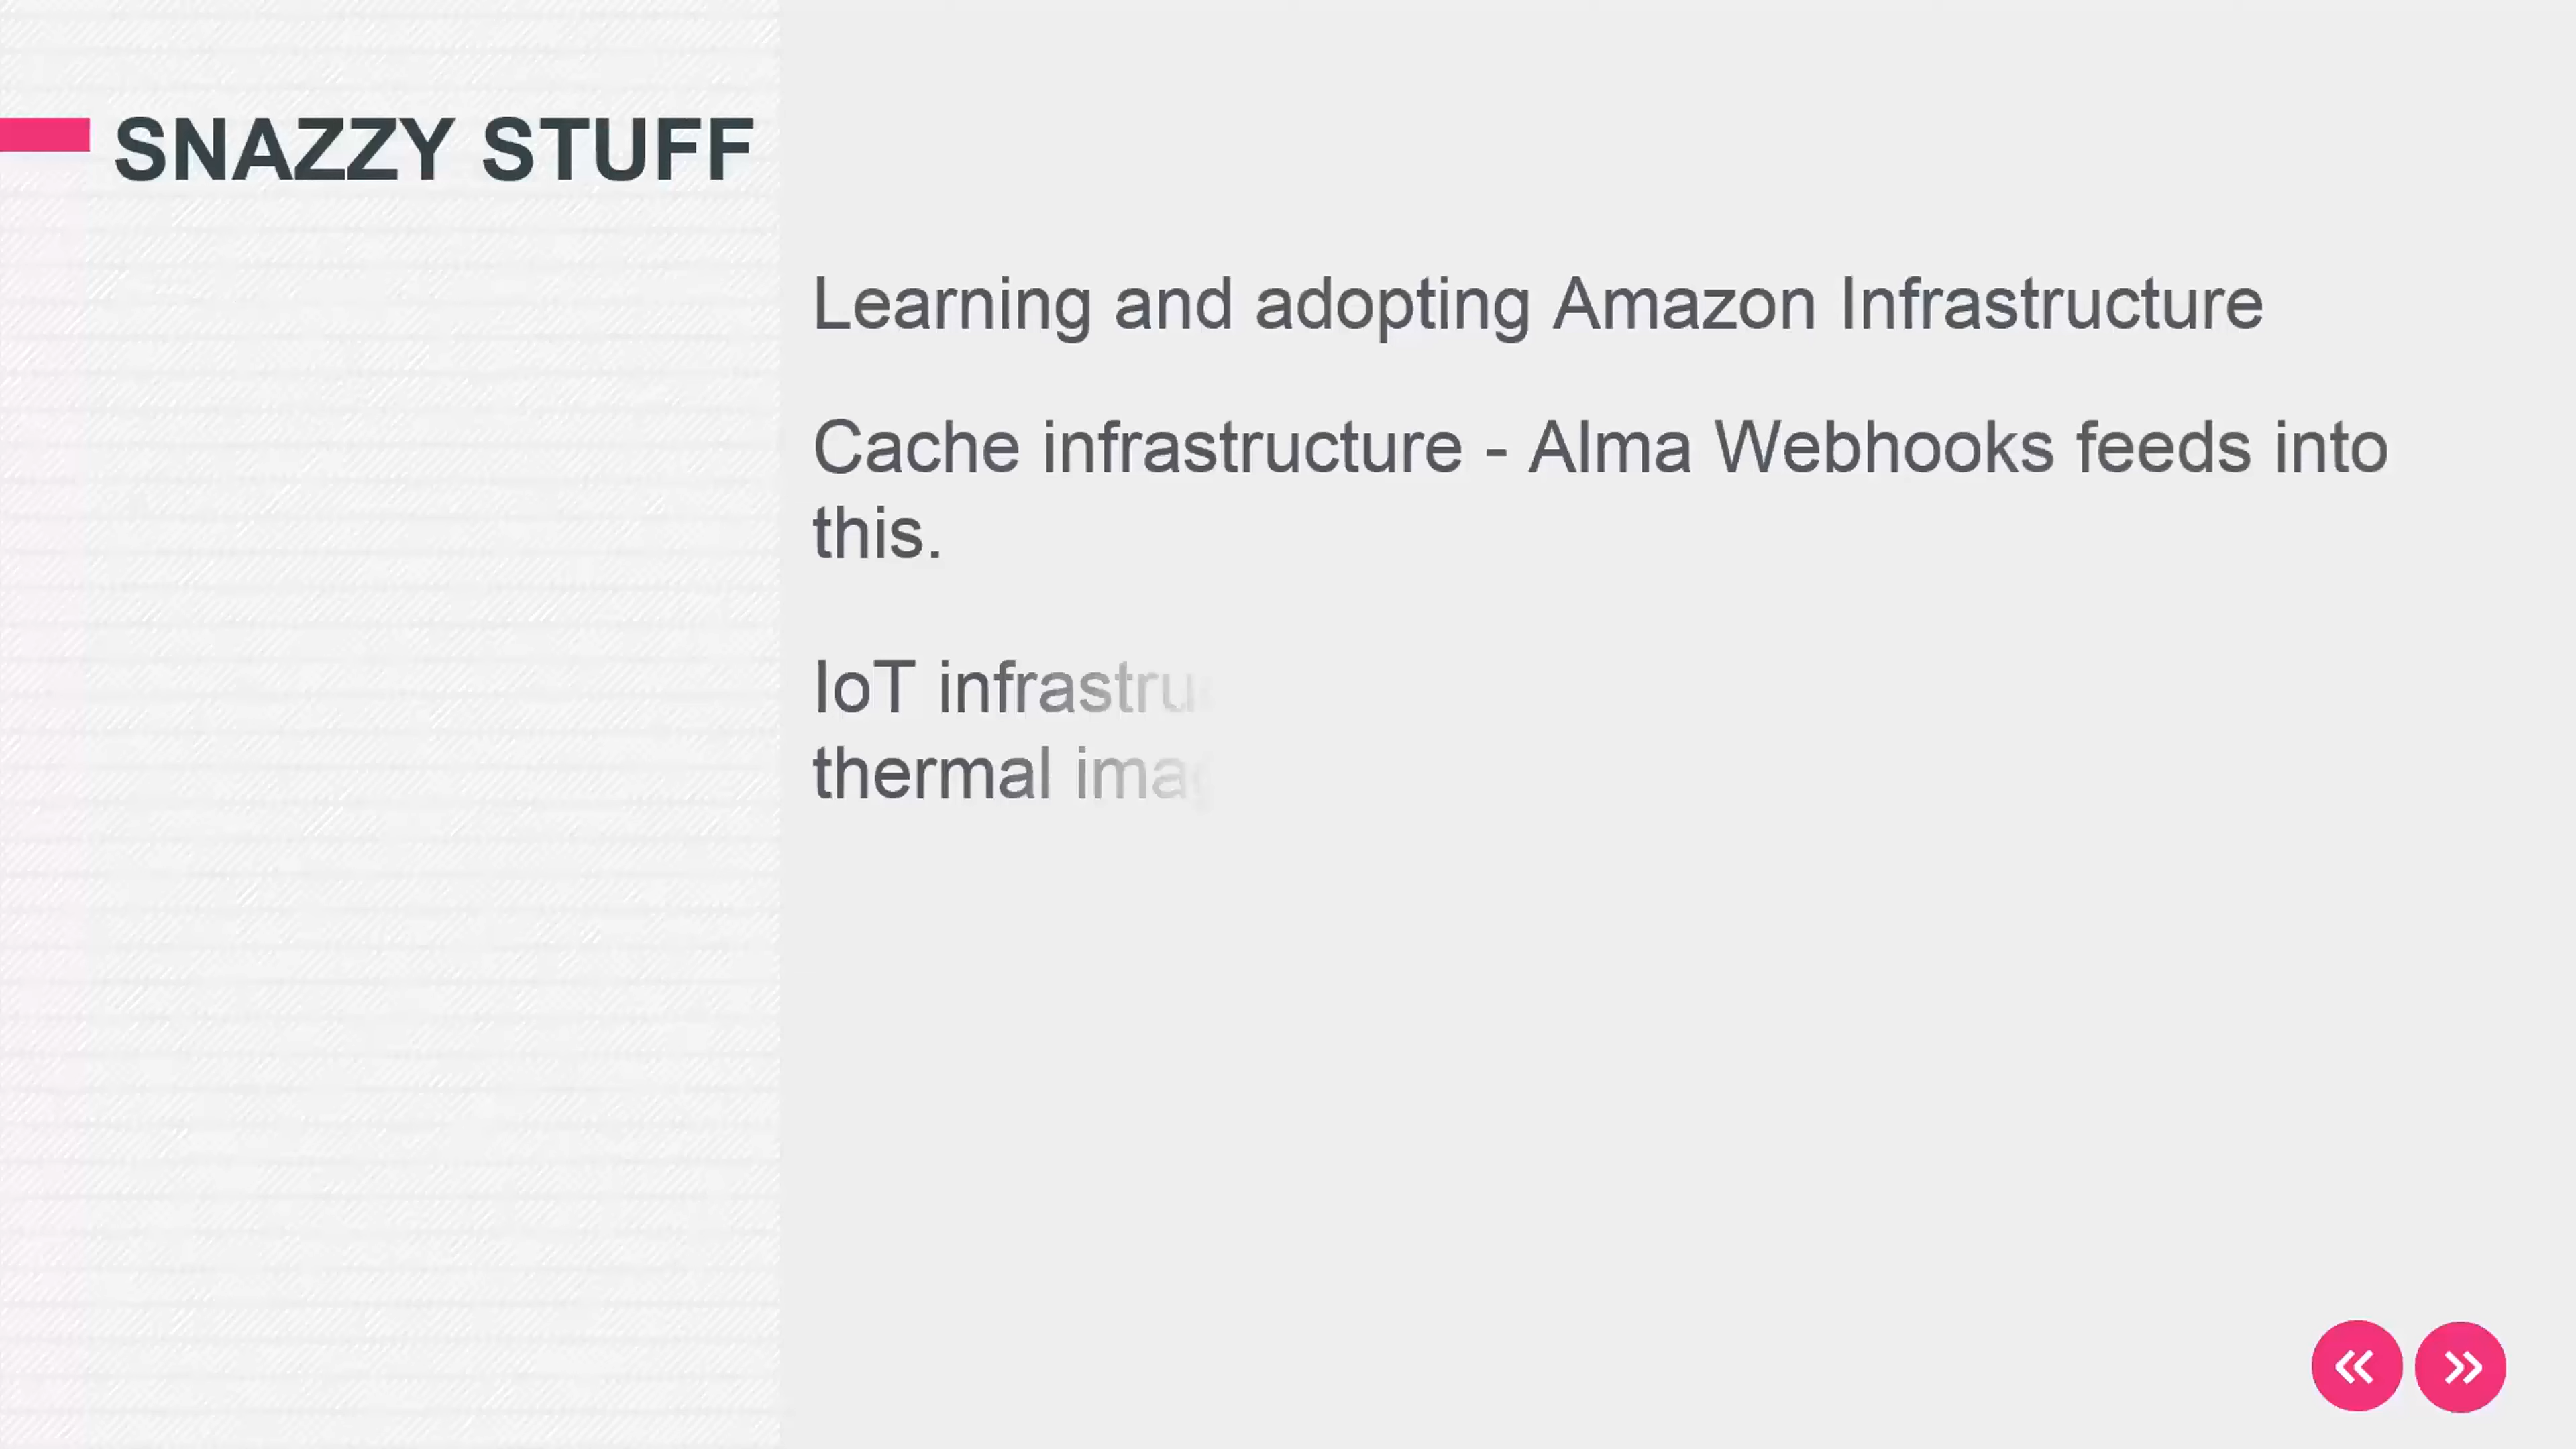 SNAZZY STUFF
Learning and adopting Amazon Infrastructure
Cache infrastructure - Alma Webhooks feeds into
this.
IoT
thermal